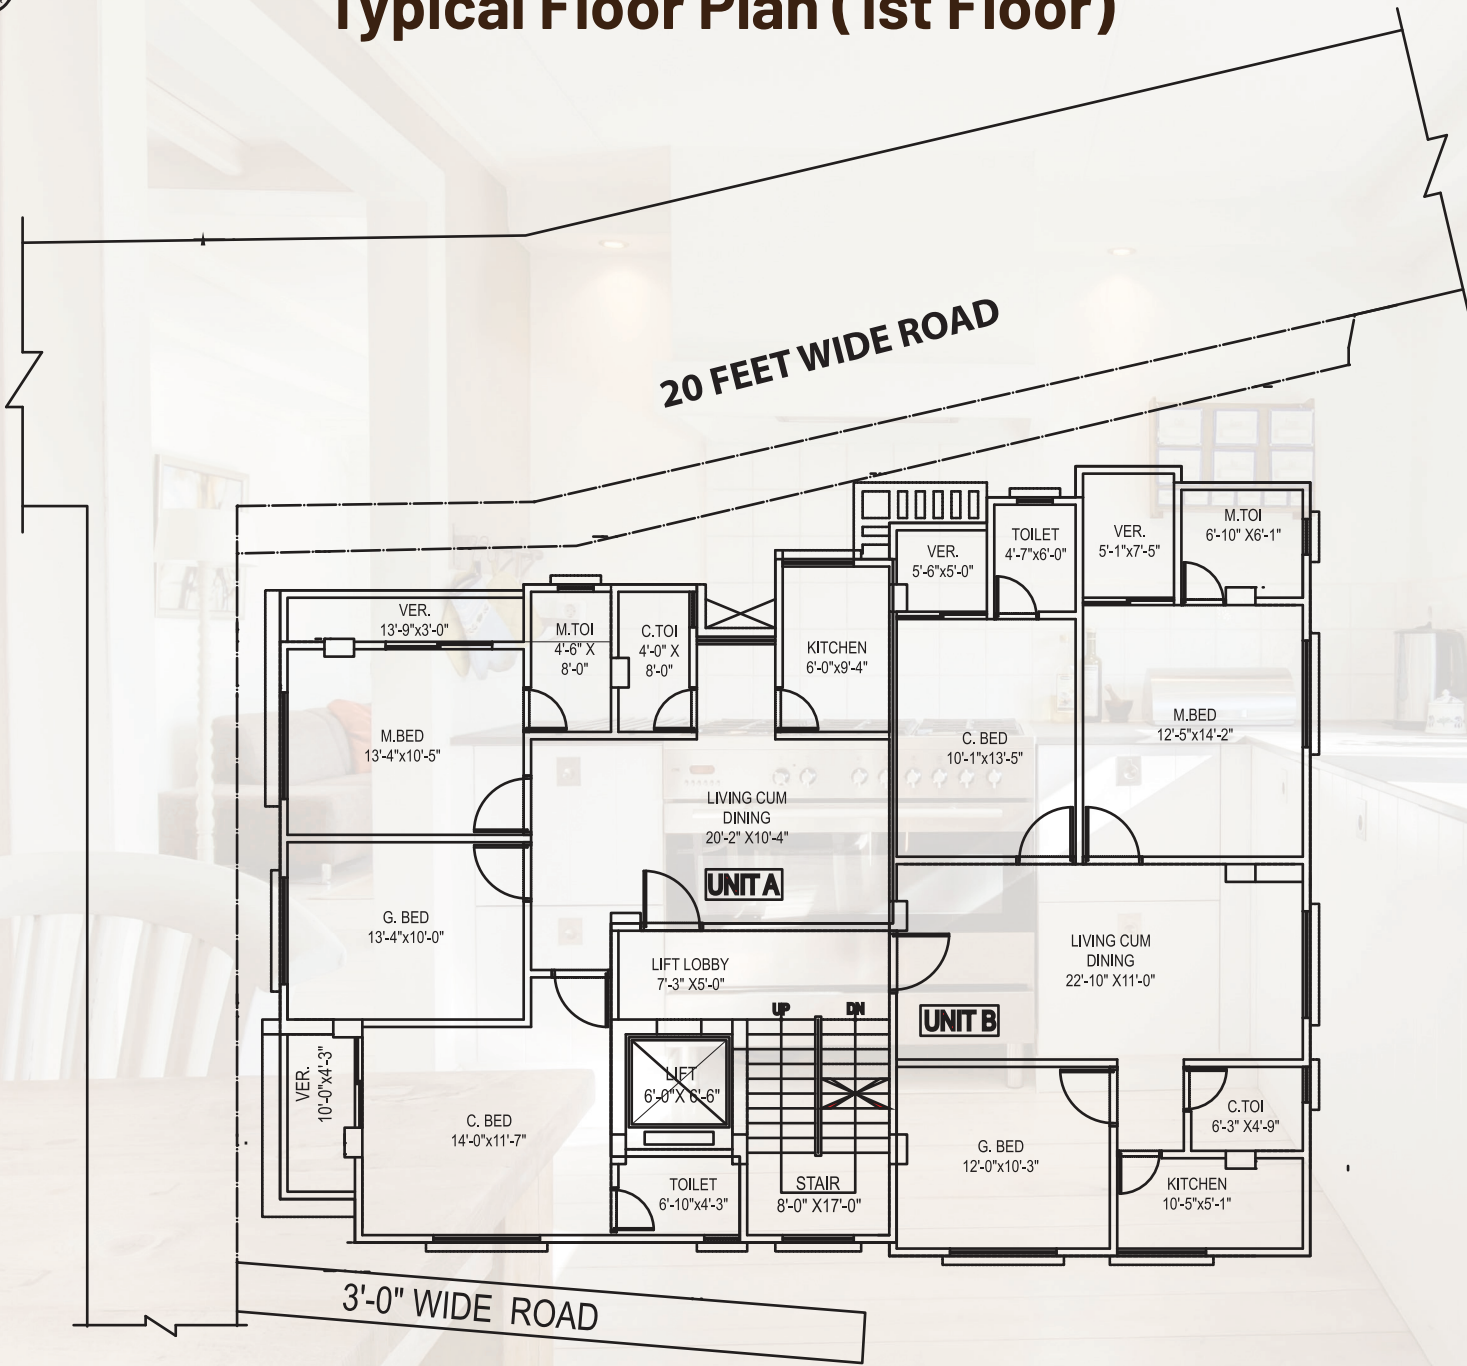 Typical Floor Plan (1st Floor)
20 FEET WIDE ROAD
VER.
5'-6"x5'-0"
TOILET
4'-7"x6'-0"
VER.
5'-1"x7'-5"
M.TOI
6'-10" X6'-1"
VER.
13'-9"x3'-0"
M.TOI
4'-6" X
8'-0"
C.TOI
4'-0" X
8'-0"
KITCHEN
6'-0"x9'-4"
M.BED
13'-4"x10'-5"
C. BED
10'-1"x13'-5"
M.BED
12'-5"x14'-2"
LIVING CUM
DINING
20'-2" X10'-4"
UNIT A
G. BED
13'-4"x10'-0"
LIFT LOBBY
7'-3" X5'-0"
LIVING CUM
DINING
22'-10" X11'-0"
UP
DN
UNIT B
VER.
10'-0"x4'-3"
LIFT
6'-0"X 6'-6"
C. BED
14'-0"x11'-7"
C.TOI
6'-3" X4'-9"
G. BED
12'-0"x10'-3"
TOILET
6'-10"x4'-3"
STAIR
8'-0" X17'-0"
KITCHEN
10'-5"x5'-1"
3'-0" WIDE ROAD